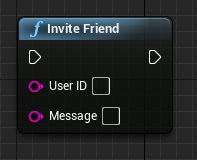 Invite Friend
User ID
Message